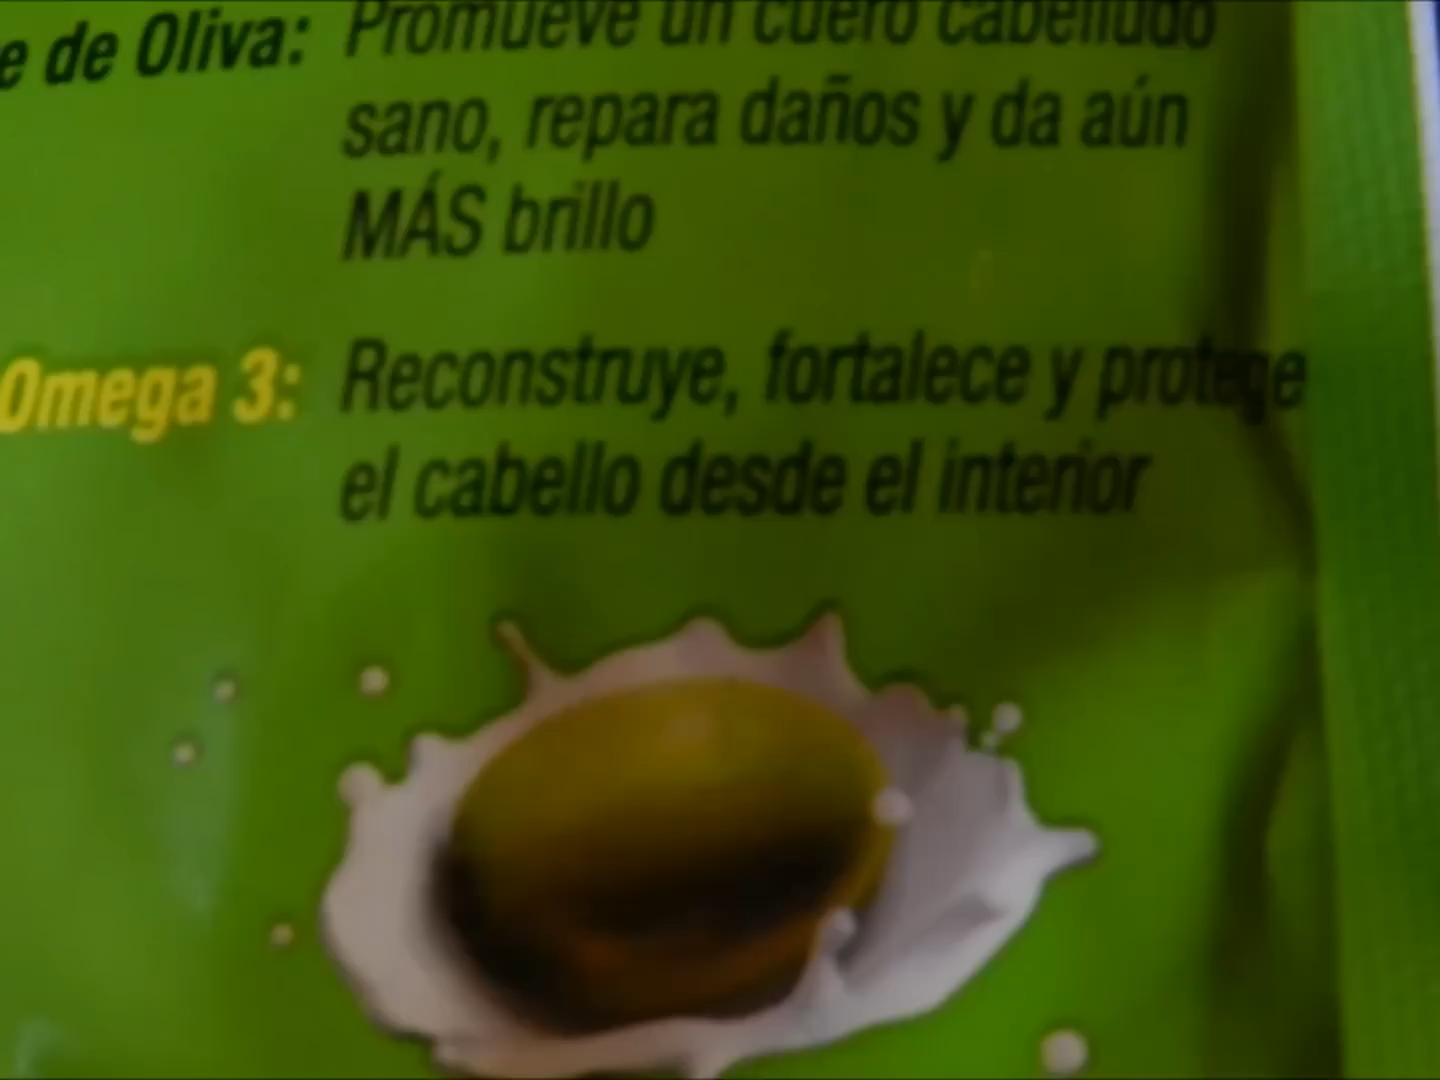 e de Oliva: Promueve un cuero cabelludo
sano, repara daños y da aún
MÁS brillo
Omega 3: Reconstruye, fortalece y protege
el cabello desde el interior